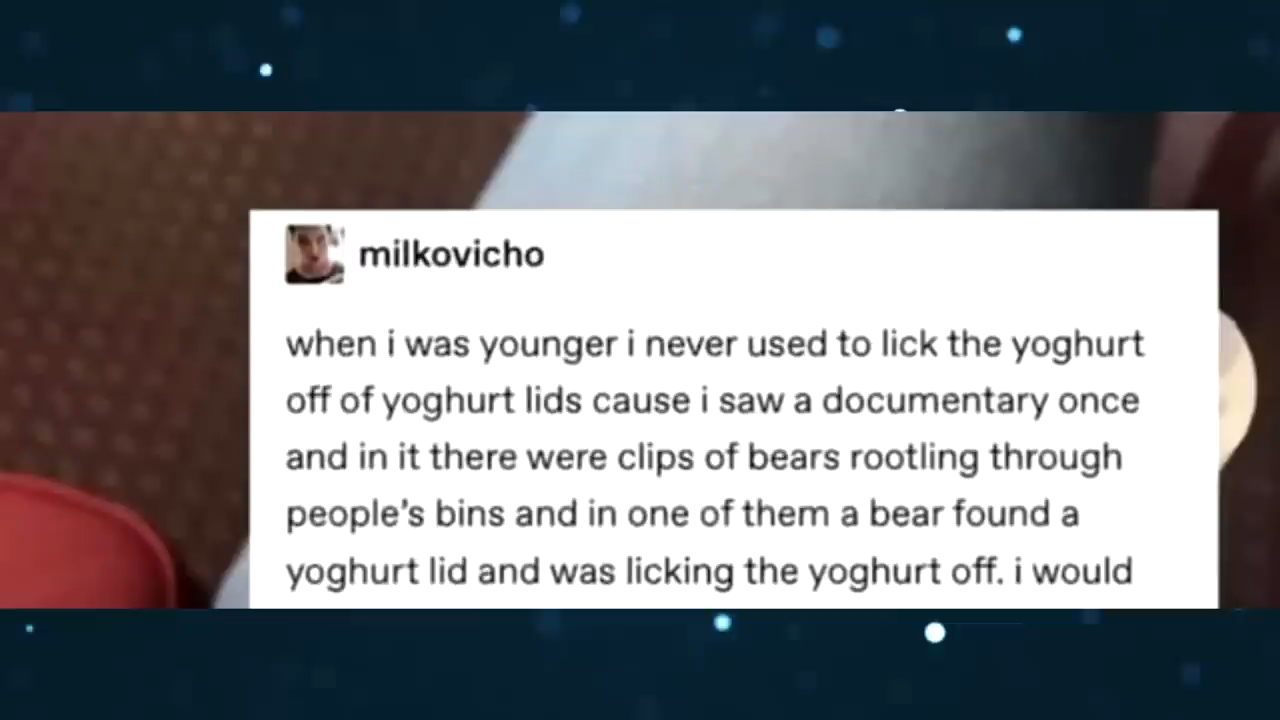 milkovicho
when i was younger i never used to lick the yoghurt
off of yoghurt lids cause i saw a documentary once
and in it there were clips of bears rootling through
people's bins and in one of them a bear found a
yoghurt lid and was licking the yoghurt off. i would